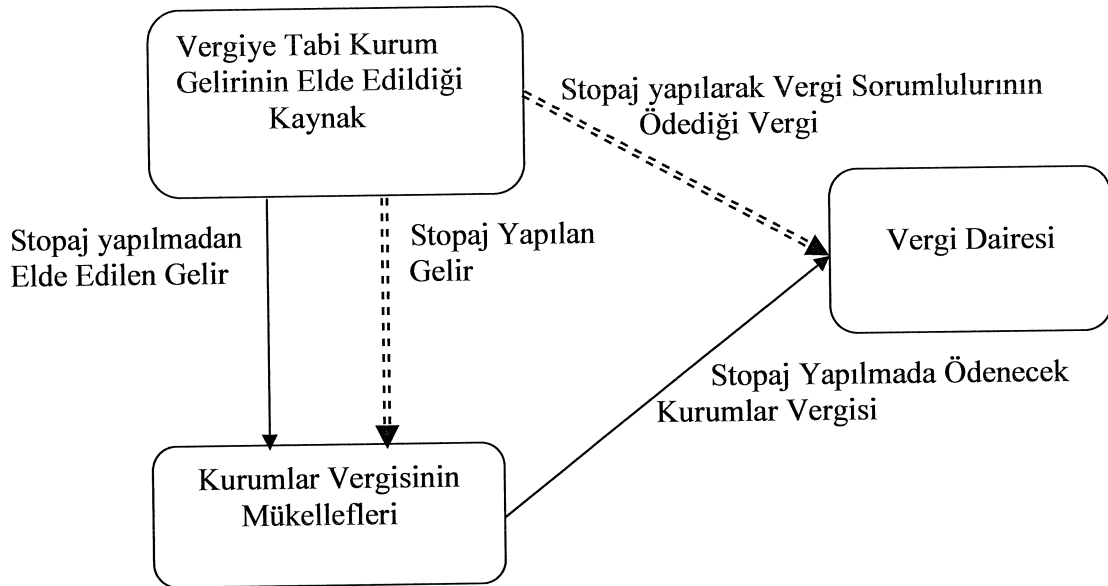 Vergiye Tabi Kurum
Gelirinin Elde Edildiği
Kaynak
Stopaj yapılarak Vergi Sorumlulurının
Ödediği Vergi
Stopaj yapılmadan
Elde Edilen Gelir
Stopaj Yapılan
Gelir
Vergi Dairesi
Stopaj Yapılmada Ödenecek
Kurumlar Vergisi
Kurumlar Vergisinin
Mükellefleri